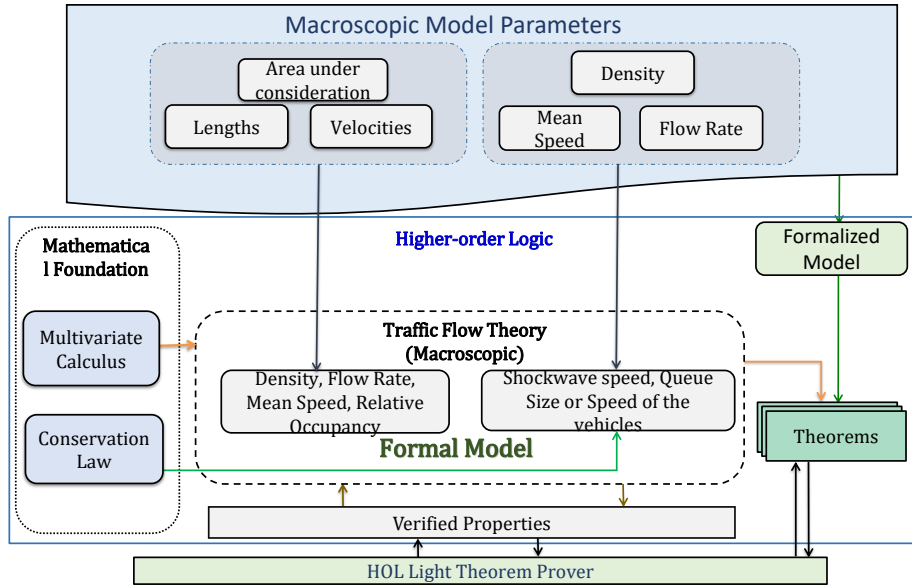 Macroscopic Model Parameters
Area under
consideration
Lengths
Velocities
Density
Mean
Speed
Flow Rate
Higher-order Logic
Mathematica
l Foundation
Formalized
Model
Multivariate
Calculus
Conservation
Law
Traffic Flow Theory
(Macroscopic)
Density, Flow Rate,
Mean Speed, Relative
Occupancy
Shockwave speed, Queue
Size or Speed of the
vehicles
Formal Model
Theorems
Verified Properties
HOL Light Theorem Prover